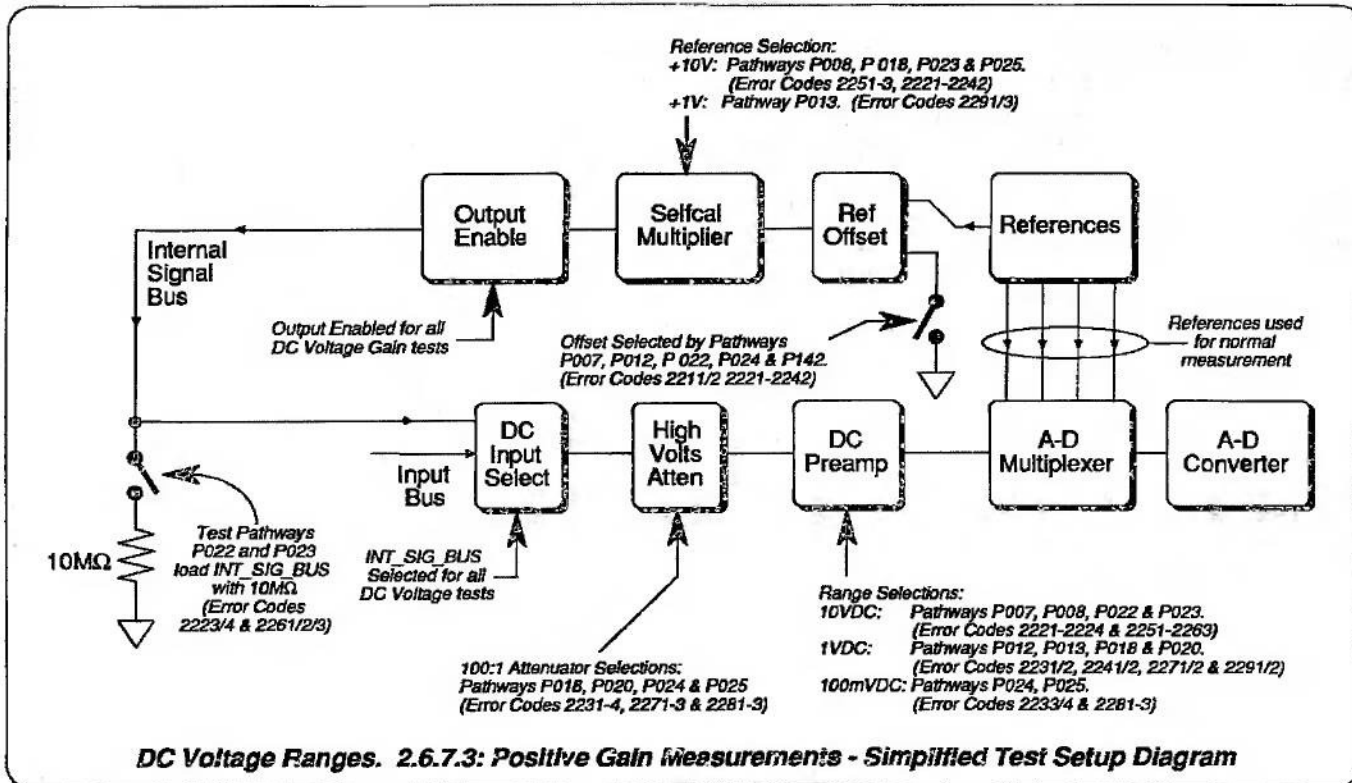 Reference Selection:
+10V: Pathways P008, P 018, P023 & P025.
(Error Codes 2251-3, 2221-2242)
+1V: Pathway P013. (Error Codes 2291/3)
Output
Enable
Selfcal
Multiplier
Ref
Offset
References
Internal
Signal
Bus
Output Enabled for all
DC Voltage Gain tests
Offset Selected by Pathways
P007, P012, P 022, P024 & P142.
(Error Codes 2211/2 2221-2242)
References used
for normal
measurement
DC
Input
Select
High
Volts
Atten
DC
Preamp
A-D
Multiplexer
A-D
Converter
Input
Bus
10MΩ
Test Pathways
P022 and P023
load INT_SIG_BUS
with 10MΩ
(Error Codes
2223/4 & 2261/2/3)
INT_SIG_BUS
Selected for all
DC Voltage tests
100:1 Attenuator Selections:
Pathways P018, P020, P024 & P025
(Error Codes 2231-4, 2271-3 & 2281-3)
Range Selections:
10VDC: Pathways P007, P008, P022 & P023.
(Error Codes 2221-2224 & 2251-2263)
1VDC: Pathways P012, P013, P018 & P020.
(Error Codes 2231/2, 2241/2, 2271/2 & 2291/2)
100mVDC: Pathways P024, P025.
(Error Codes 2233/4 & 2281-3)
DC Voltage Ranges. 2.6.7.3: Positive Gain Measurements - Simplified Test Setup Diagram